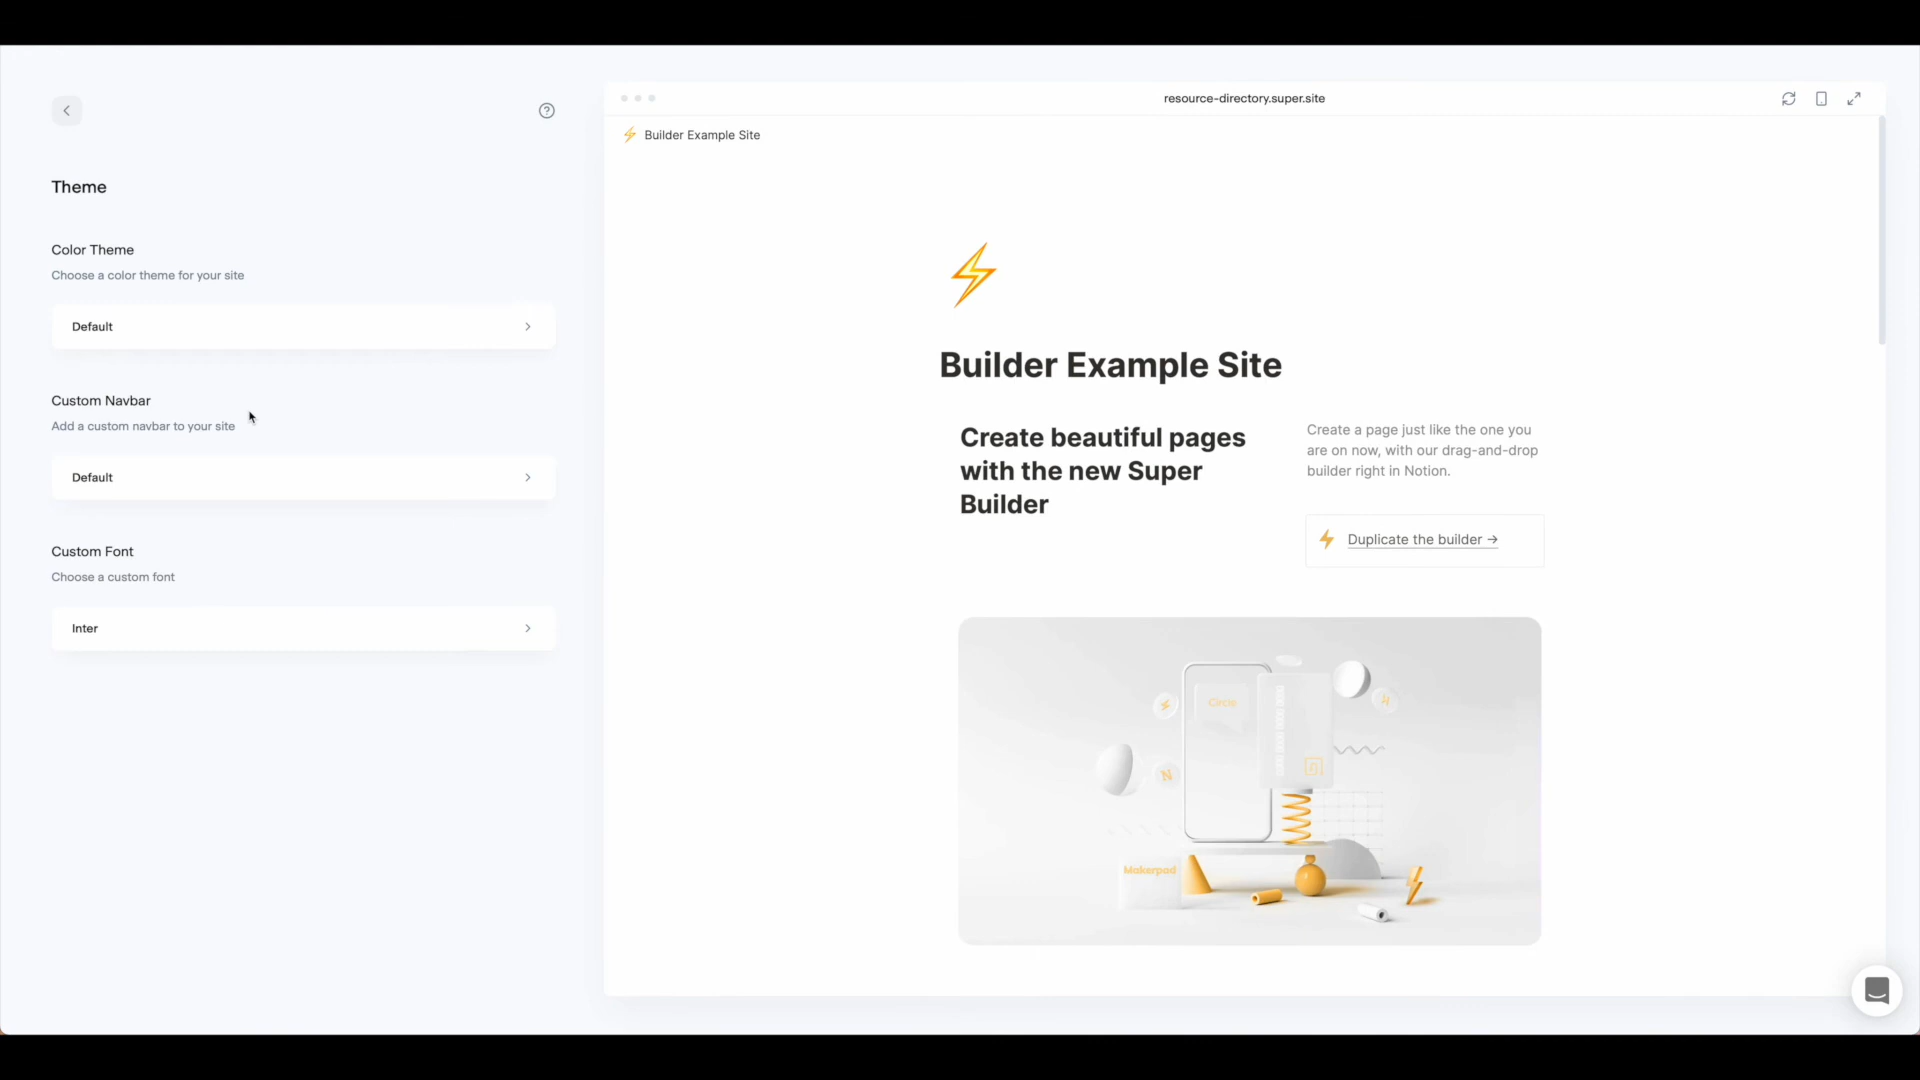 Theme
Color Theme
Choose a color theme for your site
Default
Custom Navbar
Add a custom navbar to your site
Default
Custom Font
Choose a custom font
Inter
resource-directory.super.site
Builder Example Site
Builder Example Site
Create beautiful pages
with the new Super
Builder
Create a page just like the one you
are on now, with our drag-and-drop
builder right in Notion.
Duplicate the builder →
Circle
N
Makerpad